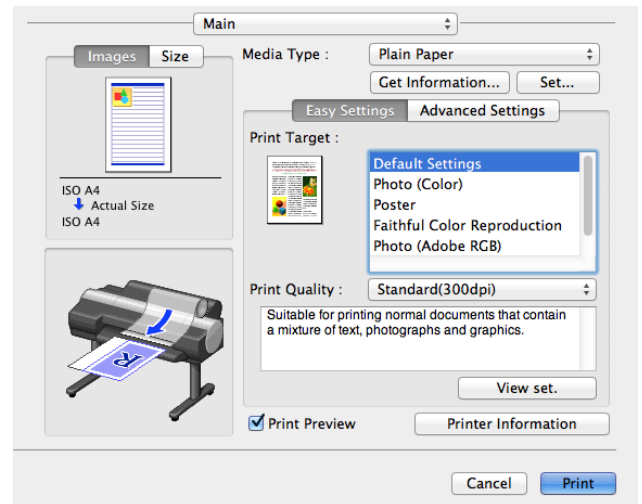 Main
Images
Size
ISO A4
Actual Size
ISO A4
Media Type :
Plain Paper
Get Information...
Set...
Easy Settings
Advanced Settings
Print Target :
Default Settings
Photo (Color)
Poster
Faithful Color Reproduction
Photo (Adobe RGB)
Print Quality :
Standard(300dpi)
Suitable for printing normal documents that contain
a mixture of text, photographs and graphics.
View set.
R
Print Preview
Printer Information
Cancel
Print